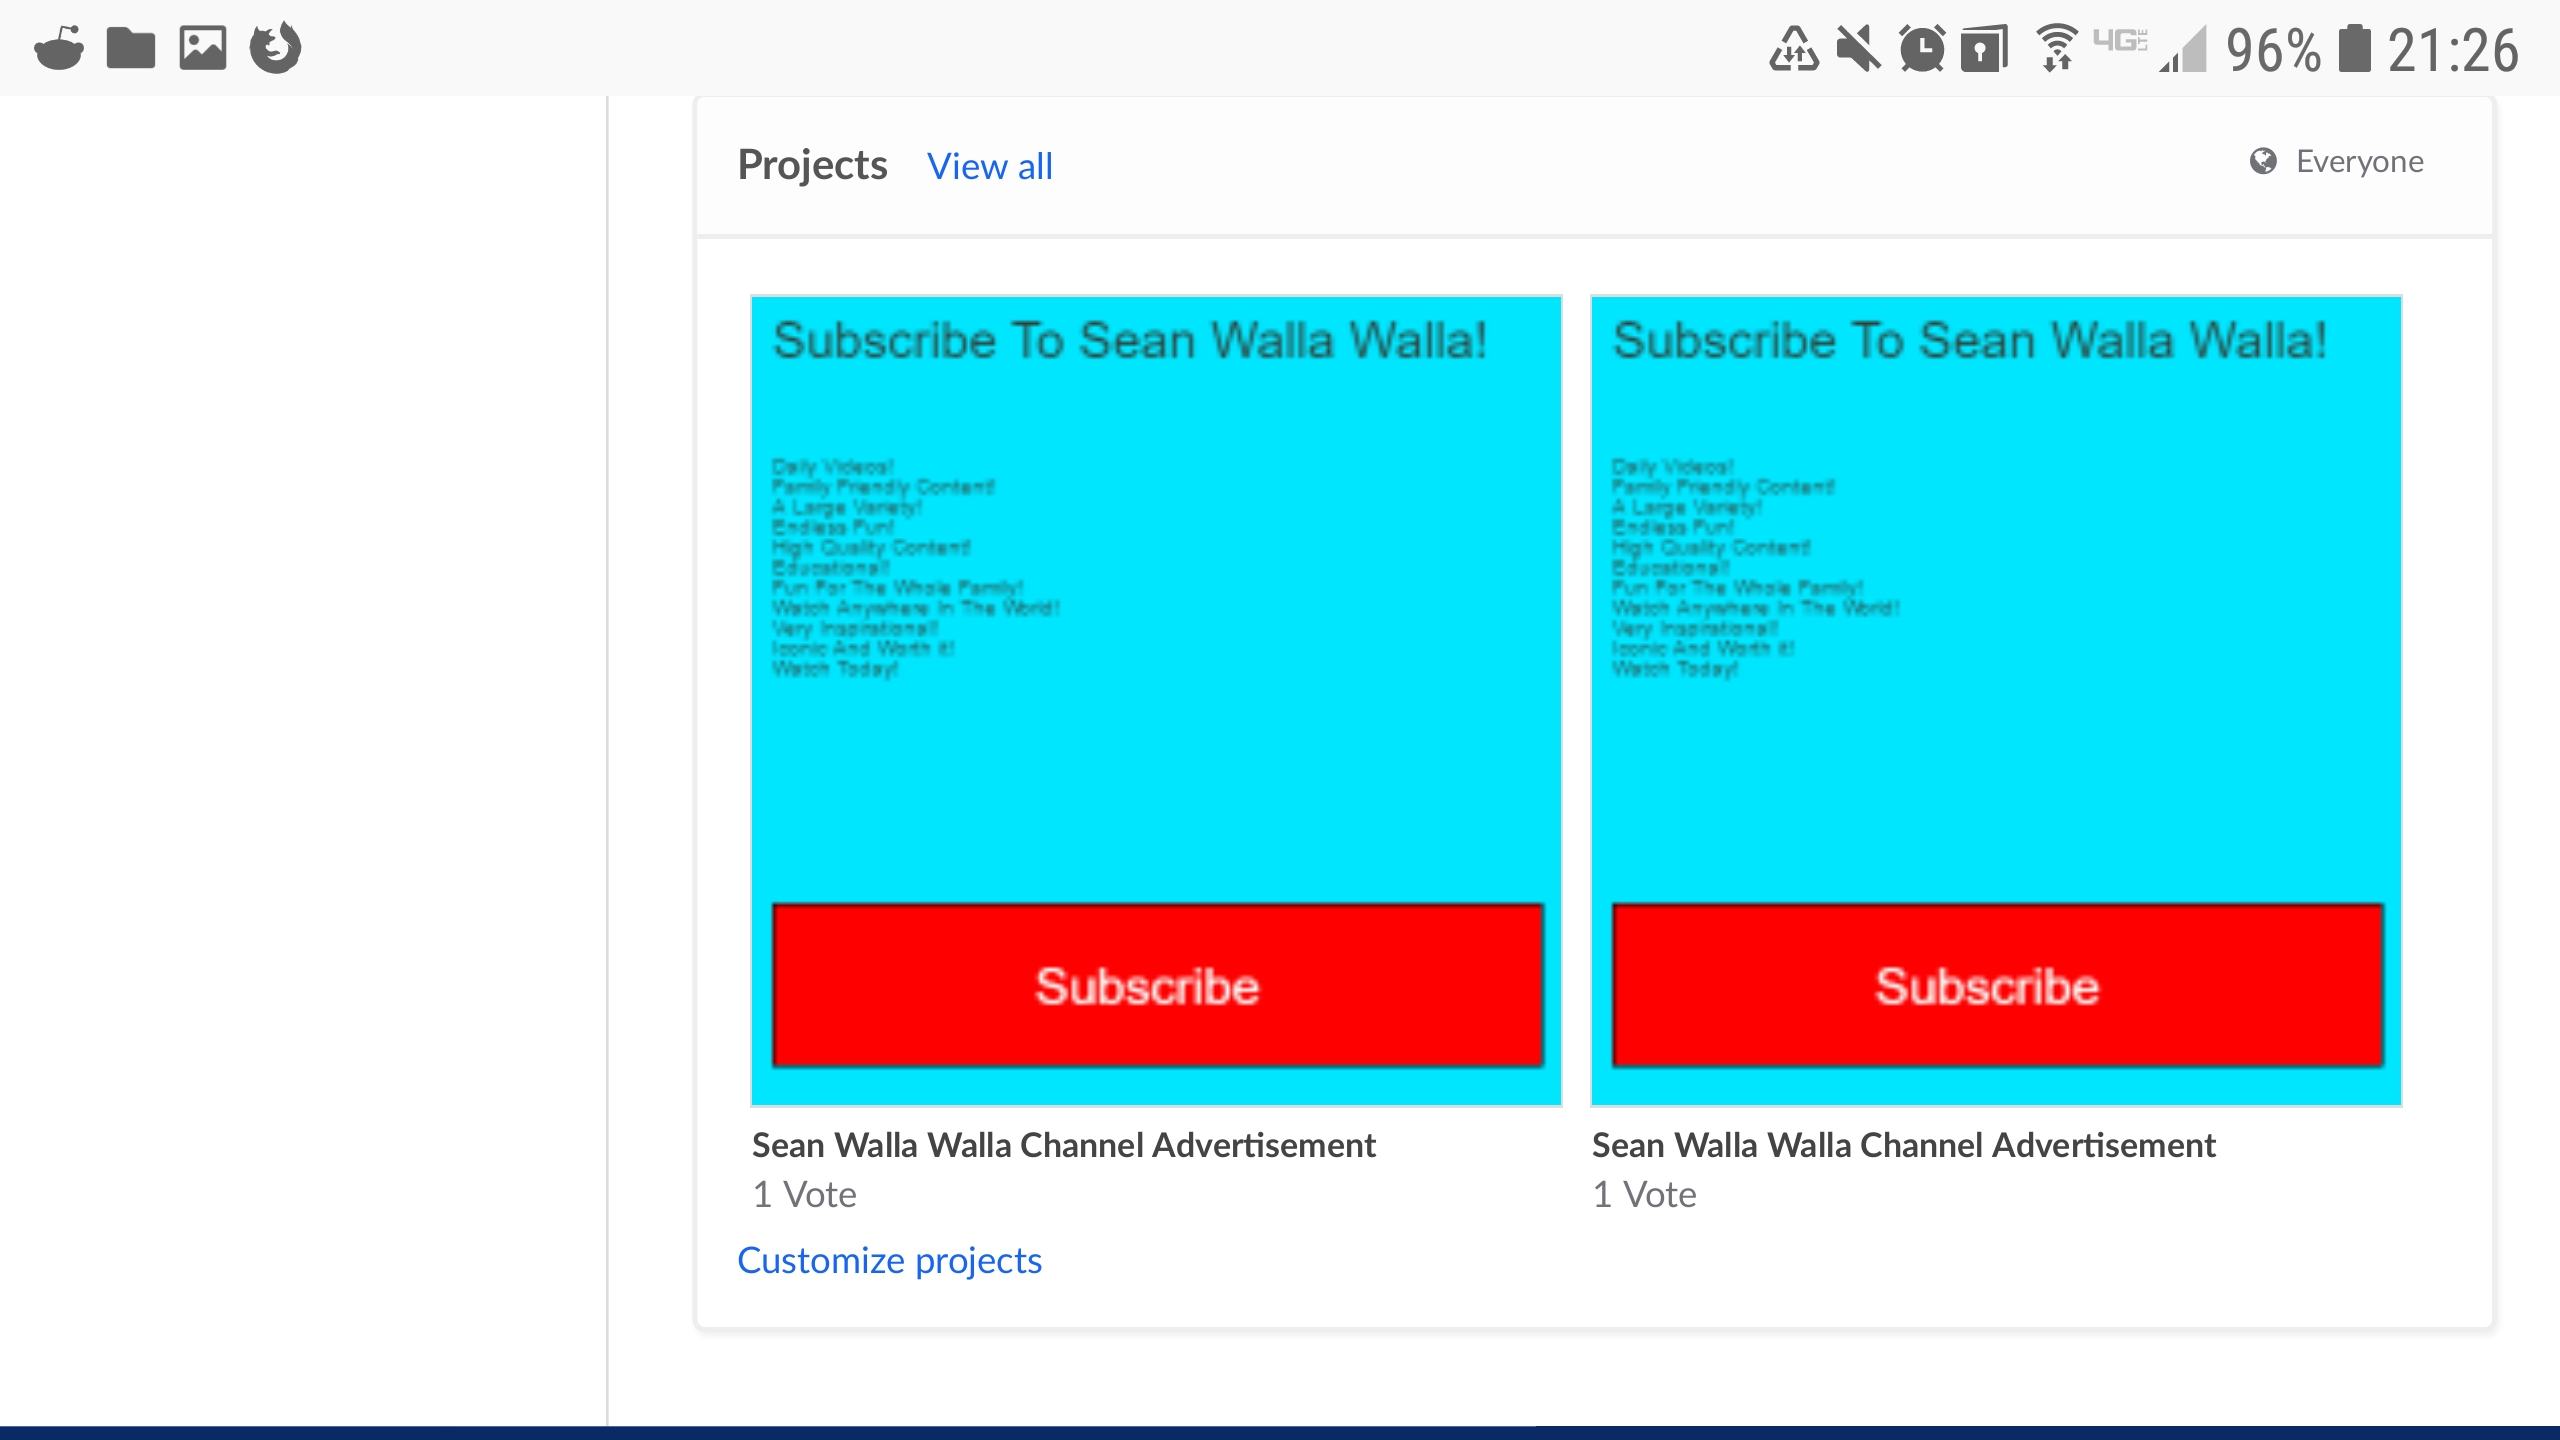 4G LTE 96% 21:26
Projects View all Everyone
Subscribe To Sean Walla Walla!
Daily Videos!
Family Friendly Content!
A Large Variety!
Endless Fun!
High Quality Content!
Educational!
Fun For The Whole Family!
Watch Anywhere In The World!
Very Inspirational!
Iconic And Worth it!
Watch Today!
Subscribe
Sean Walla Walla Channel Advertisement
1 Vote
Subscribe To Sean Walla Walla!
Daily Videos!
Family Friendly Content!
A Large Variety!
Endless Fun!
High Quality Content!
Educational!
Fun For The Whole Family!
Watch Anywhere In The World!
Very Inspirational!
Iconic And Worth it!
Watch Today!
Subscribe
Sean Walla Walla Channel Advertisement
1 Vote
Customize projects